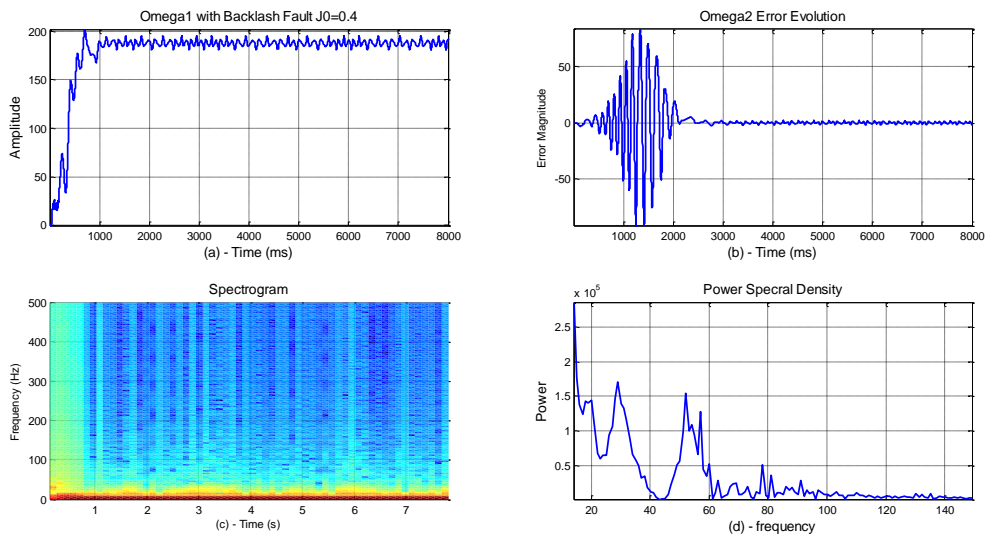 Omega1 with Backlash Fault J0=0.4
Amplitude
200
150
100
50
0
1000 2000 3000 4000 5000 6000 7000 8000
(a) - Time (ms)
Omega2 Error Evolution
Error Magnitude
50
0
-50
1000 2000 3000 4000 5000 6000 7000 8000
(b) - Time (ms)
Spectrogram
Frequency (Hz)
500
400
300
200
100
0
1 2 3 4 5 6 7
(c) - Time (s)
Power Specral Density
x 10^5
Power
2.5
2
1.5
1
0.5
20 40 60 80 100 120 140
(d) - frequency